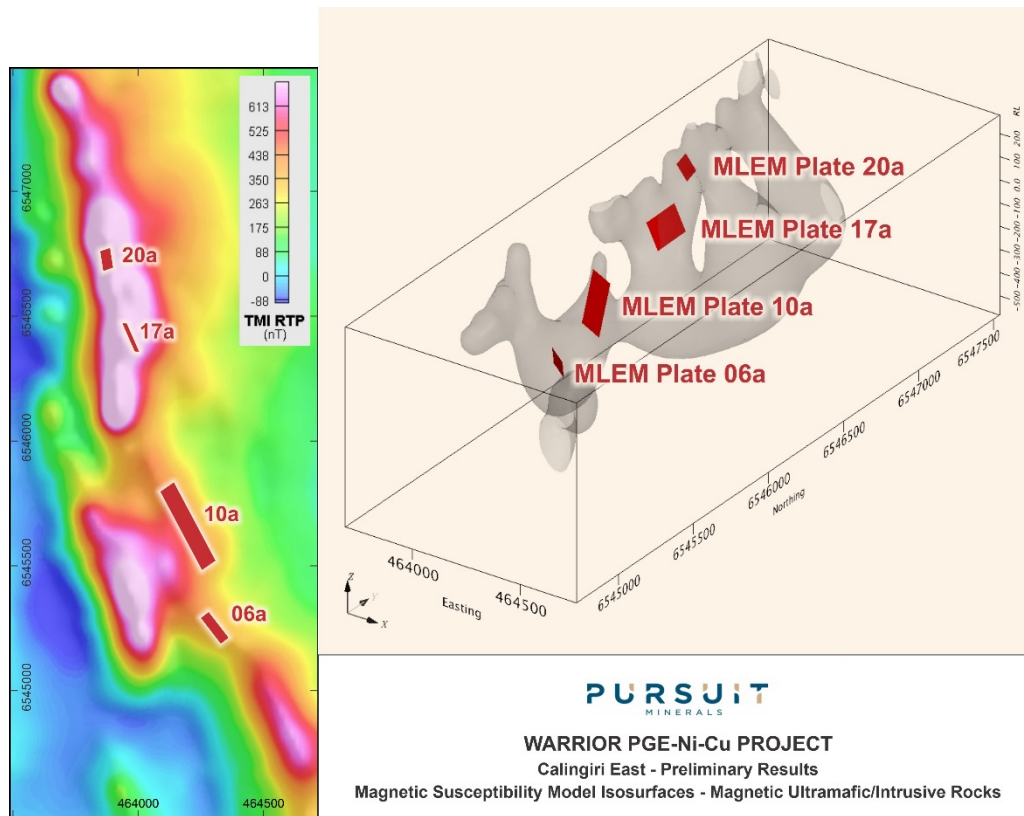 613
525
438
350
263
175
88
0
-88
TMI RTP
(nT)
6547000
6546500
6546000
6545500
6545000
20a
17a
10a
06a
464000
464500
MLEM Plate 20a
MLEM Plate 17a
MLEM Plate 10a
MLEM Plate 06a
RL
200
100
0.0
-100
-200
-300
-400
-500
6547500
6547000
6546500
6546000
6545500
6545000
Northing
464000
464500
Easting
Z
Y
X
PURSUIT
MINERALS
WARRIOR PGE-Ni-Cu PROJECT
Calingiri East - Preliminary Results
Magnetic Susceptibility Model Isosurfaces - Magnetic Ultramafic/Intrusive Rocks